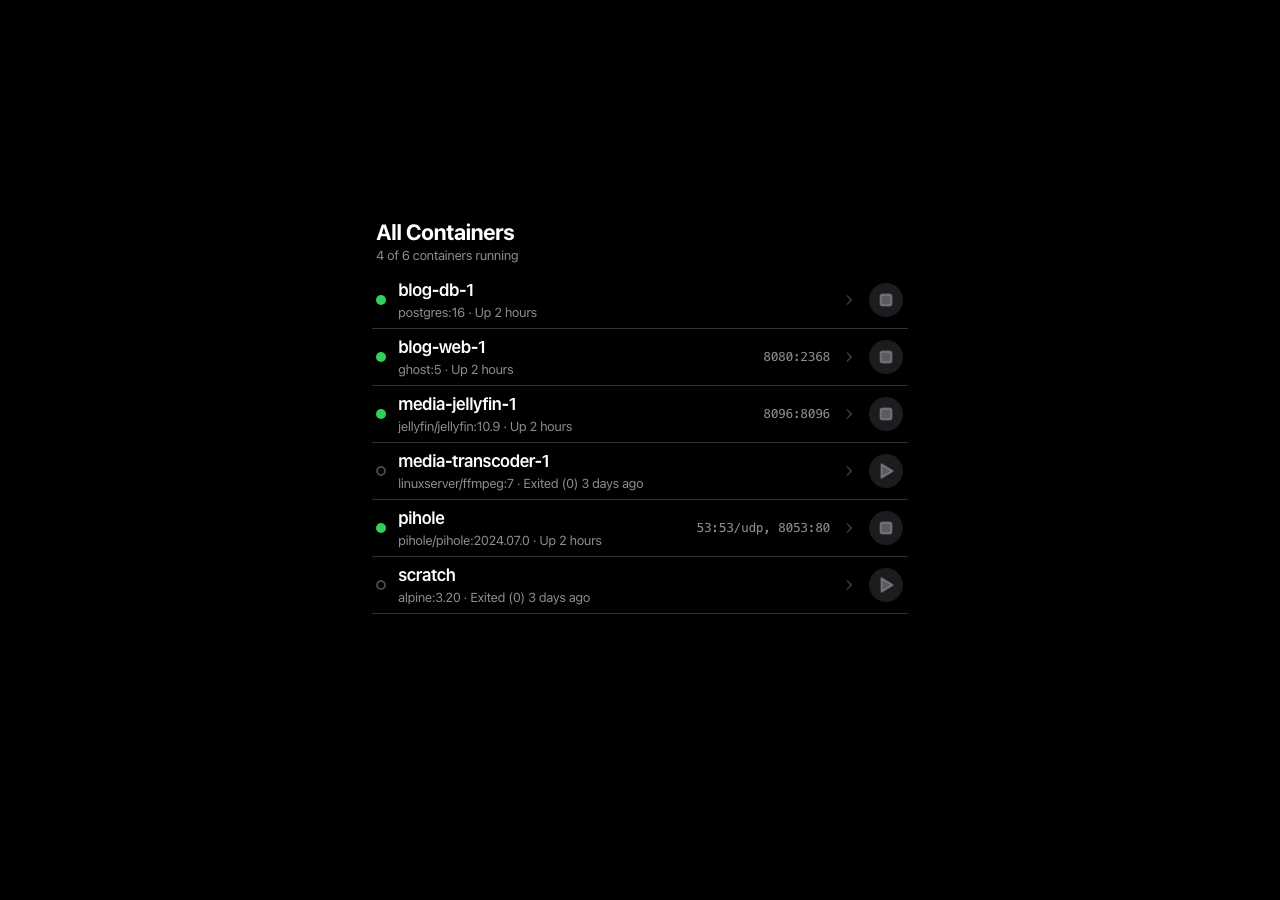 All Containers
4 of 6 containers running
blog-db-1
postgres:16 · Up 2 hours
blog-web-1
ghost:5 · Up 2 hours
8080:2368
media-jellyfin-1
jellyfin/jellyfin:10.9 · Up 2 hours
8096:8096
media-transcoder-1
linuxserver/ffmpeg:7 · Exited (0) 3 days ago
pihole
pihole/pihole:2024.07.0 · Up 2 hours
53:53/udp, 8053:80
scratch
alpine:3.20 · Exited (0) 3 days ago